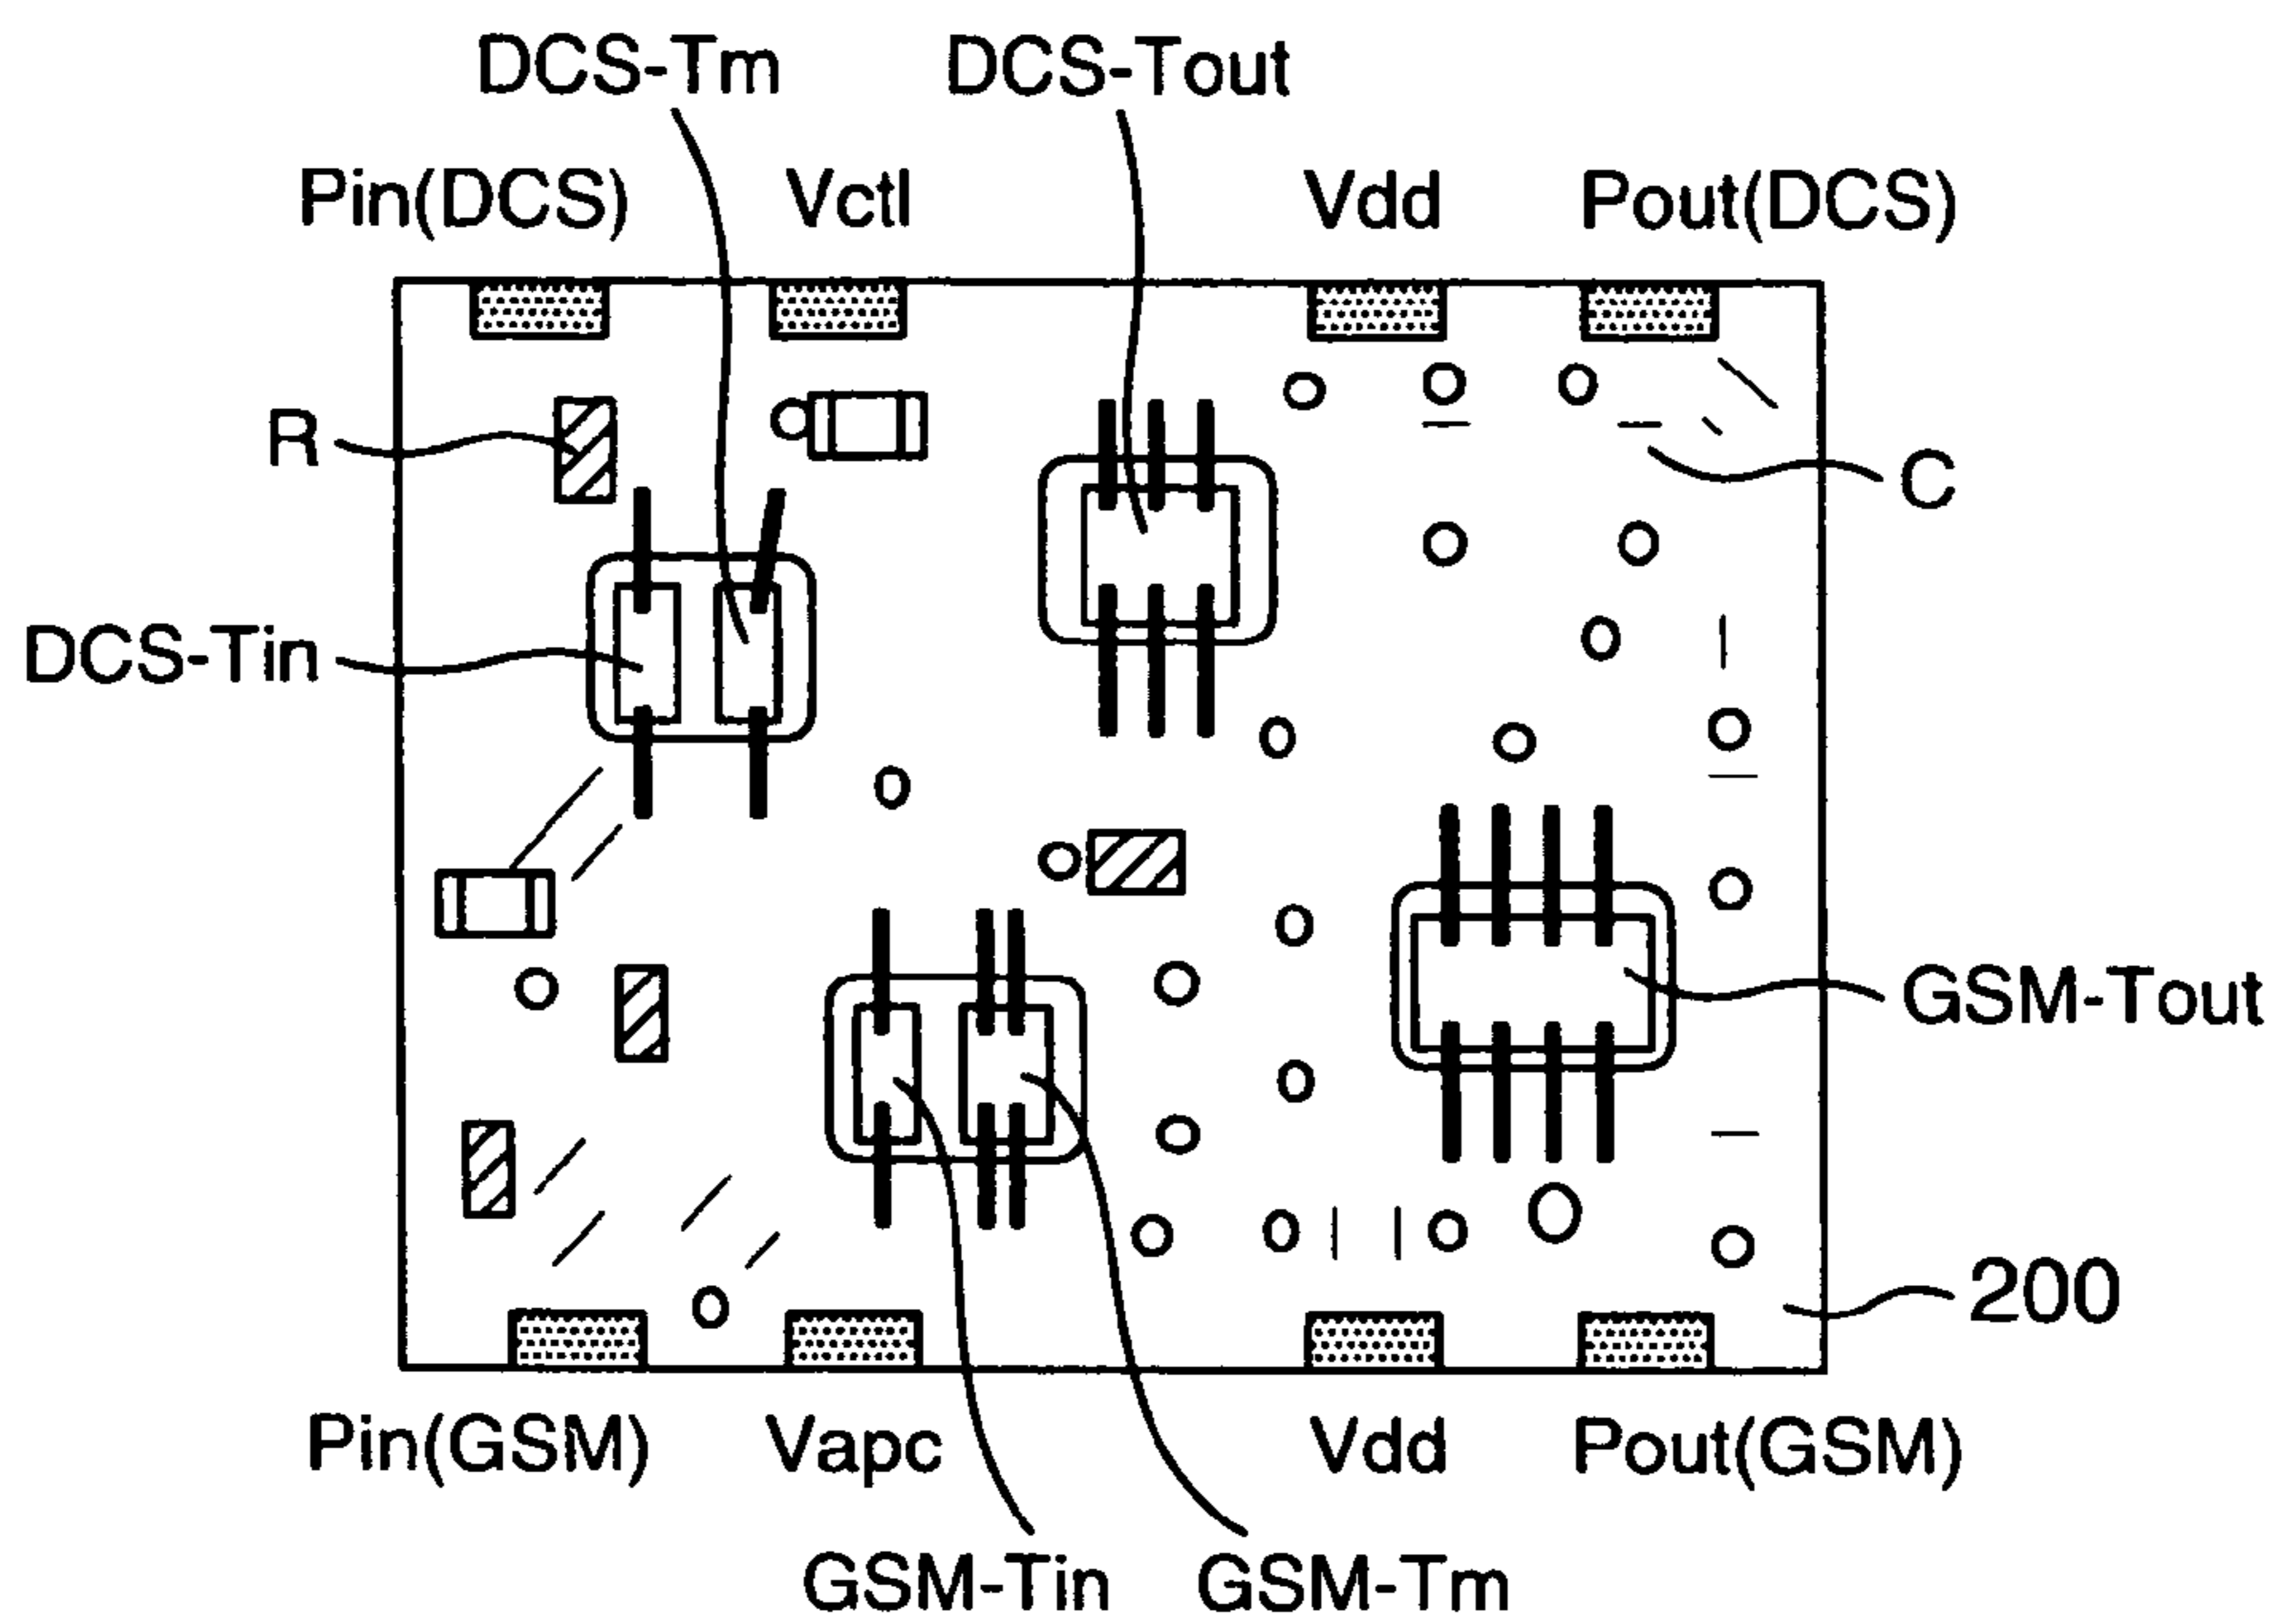 DCS-Tm
DCS-Tout
Pin(DCS)
Vctl
Vdd
Pout(DCS)
R
C
DCS-Tin
GSM-Tout
200
Pin(GSM)
Vapc
Vdd
Pout(GSM)
GSM-Tin
GSM-Tm